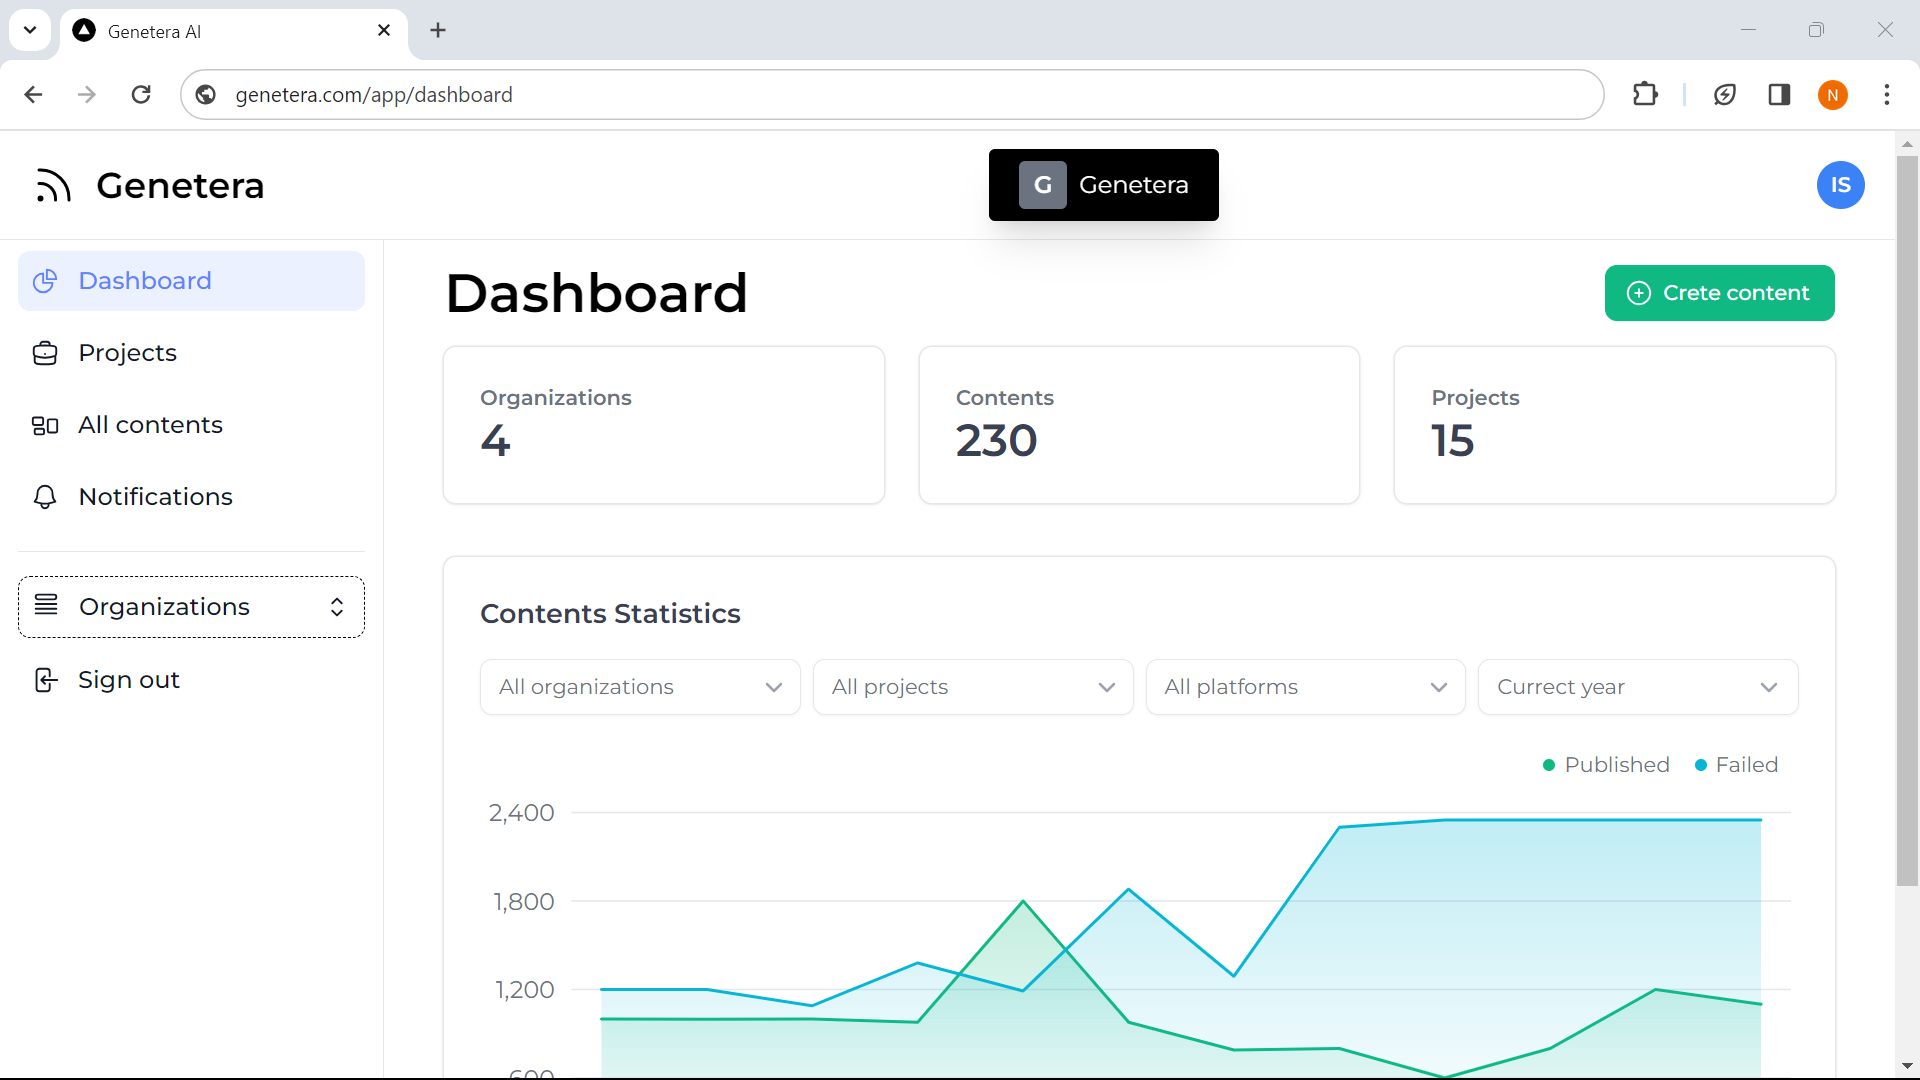 Genetera AI
genetera.com/app/dashboard
N
Genetera
G Genetera
IS
Dashboard
Projects
All contents
Notifications
Organizations
Sign out
Dashboard
Crete content
Organizations
4
Contents
230
Projects
15
Contents Statistics
All organizations
All projects
All platforms
Currect year
Published
Failed
2,400
1,800
1,200
600